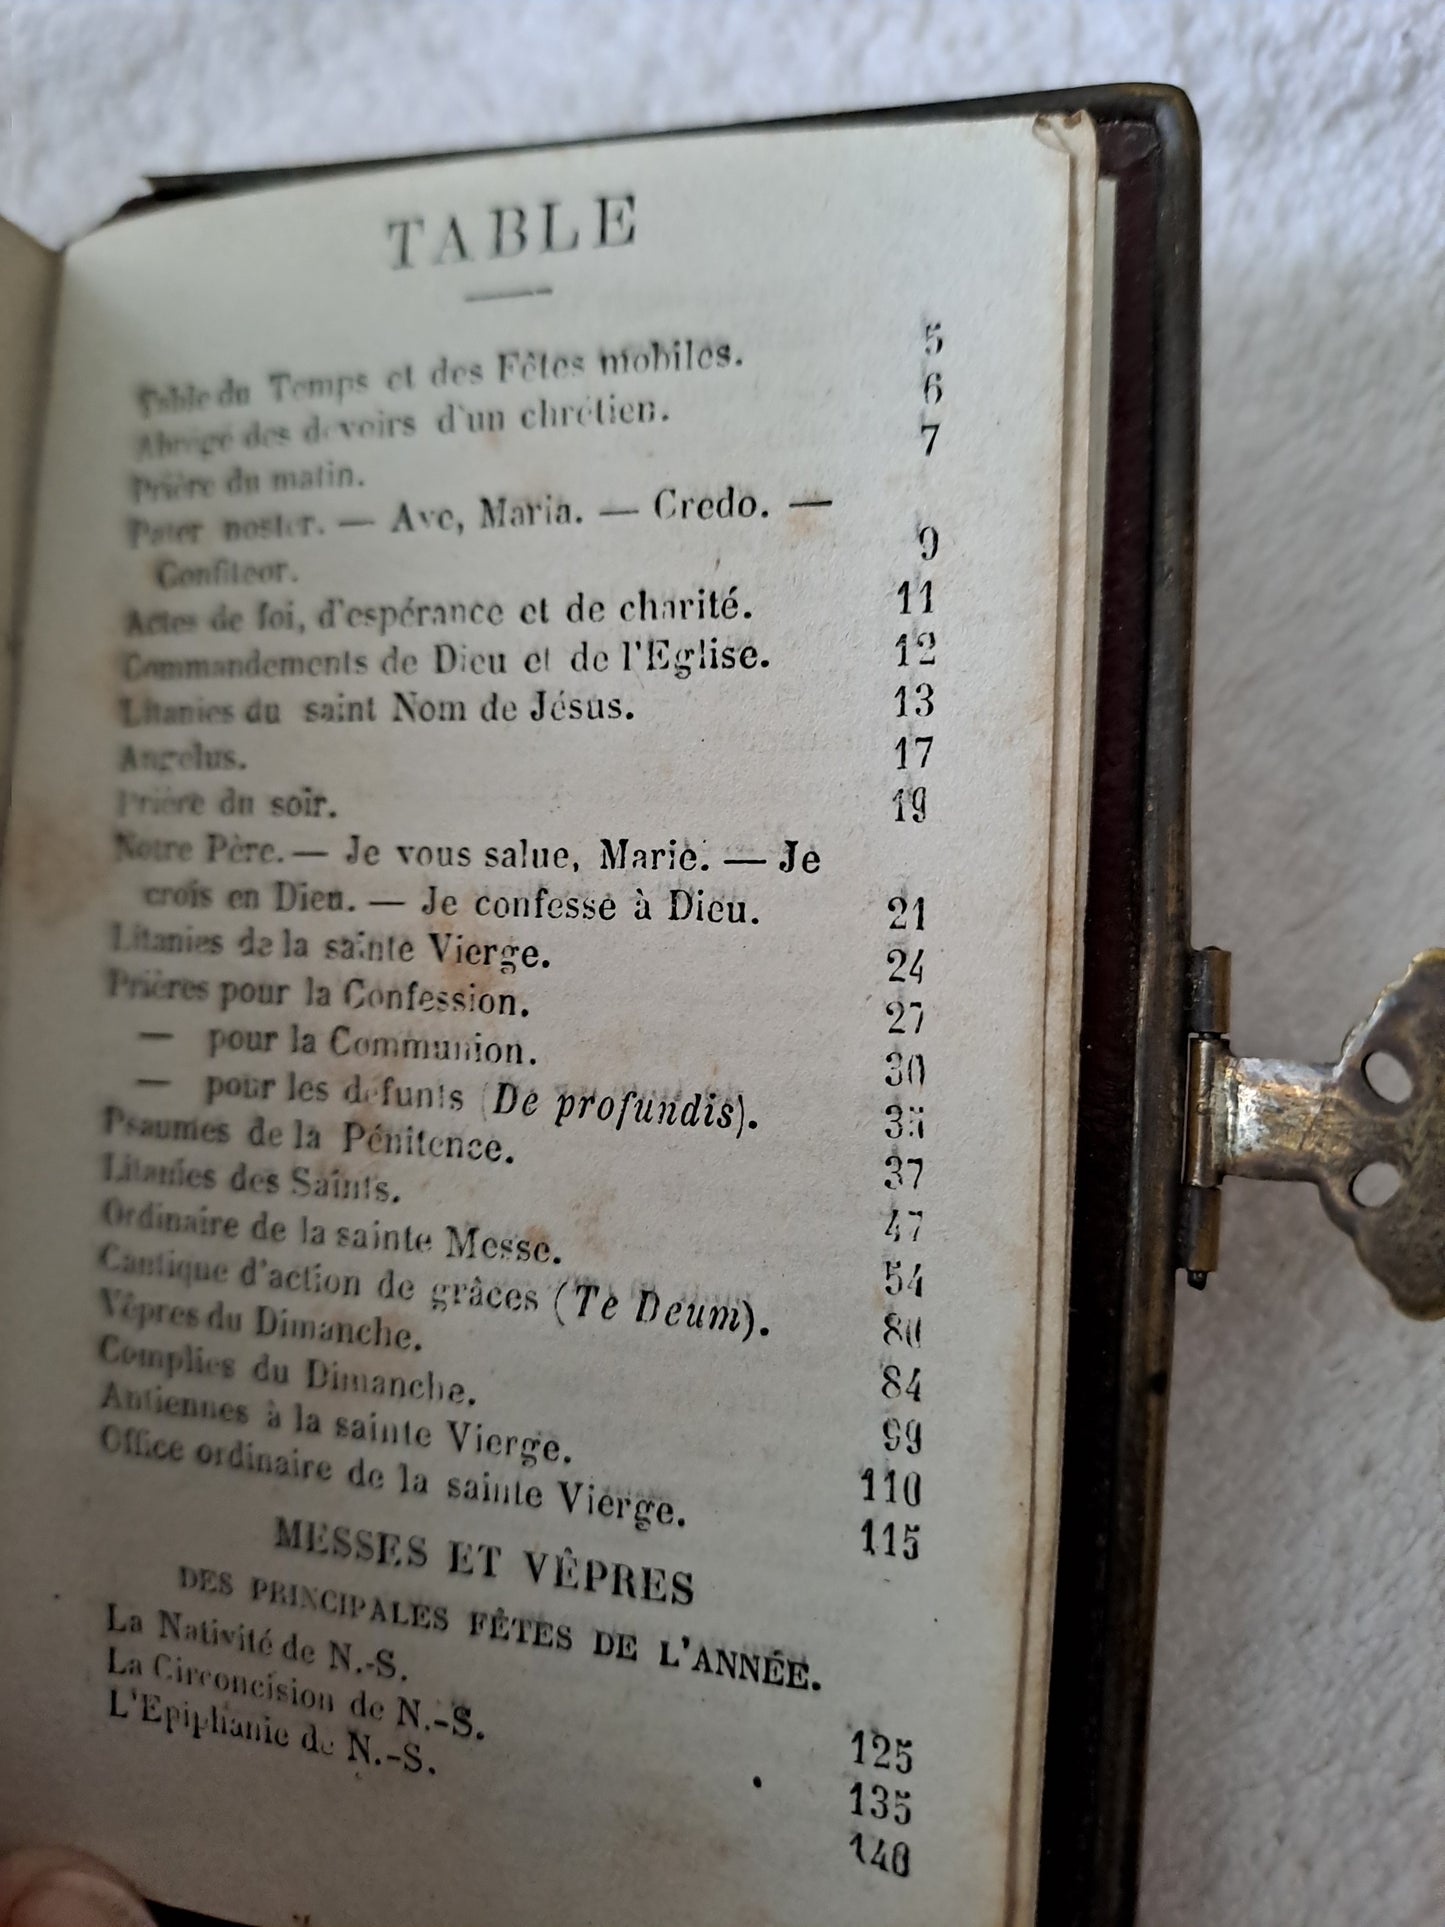 TABLE
Table du Temps et des Fêtes mobiles. 5
Abrégé des devoirs d'un chrétien. 6
Prière du matin. 7
Pater noster. — Ave, Maria. — Credo. —
Confiteor. 9
Actes de foi, d'espérance et de charité. 11
Commandements de Dieu et de l'Eglise. 12
Litanies du saint Nom de Jésus. 13
Angelus. 17
Prière du soir. 19
Notre Père. — Je vous salue, Marie. — Je
crois en Dieu. — Je confesse à Dieu. 21
Litanies de la sainte Vierge. 24
Prières pour la Confession. 27
— pour la Communion. 30
— pour les défunts (De profundis).
Psaumes de la Pénitence. 37
Litanies des Saints. 47
Ordinaire de la sainte Messe. 54
Cantique d'action de grâces (Te Deum). 80
Vêpres du Dimanche. 84
Complies du Dimanche. 99
Antiennes à la sainte Vierge. 110
Office ordinaire de la sainte Vierge. 115
MESSES ET VÊPRES
DES PRINCIPALES FÊTES DE L'ANNÉE.
La Nativité de N.-S. 125
La Circoncision de N.-S. 135
L'Epiphanie de N.-S. 140